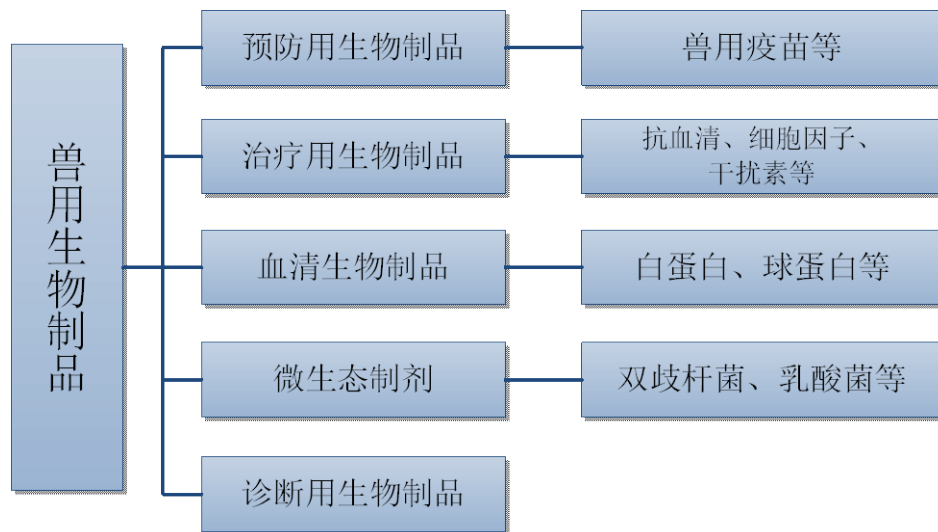 兽用生物制品
预防用生物制品
兽用疫苗等
治疗用生物制品
抗血清、细胞因子、
干扰素等
血清生物制品
白蛋白、球蛋白等
微生态制剂
双歧杆菌、乳酸菌等
诊断用生物制品